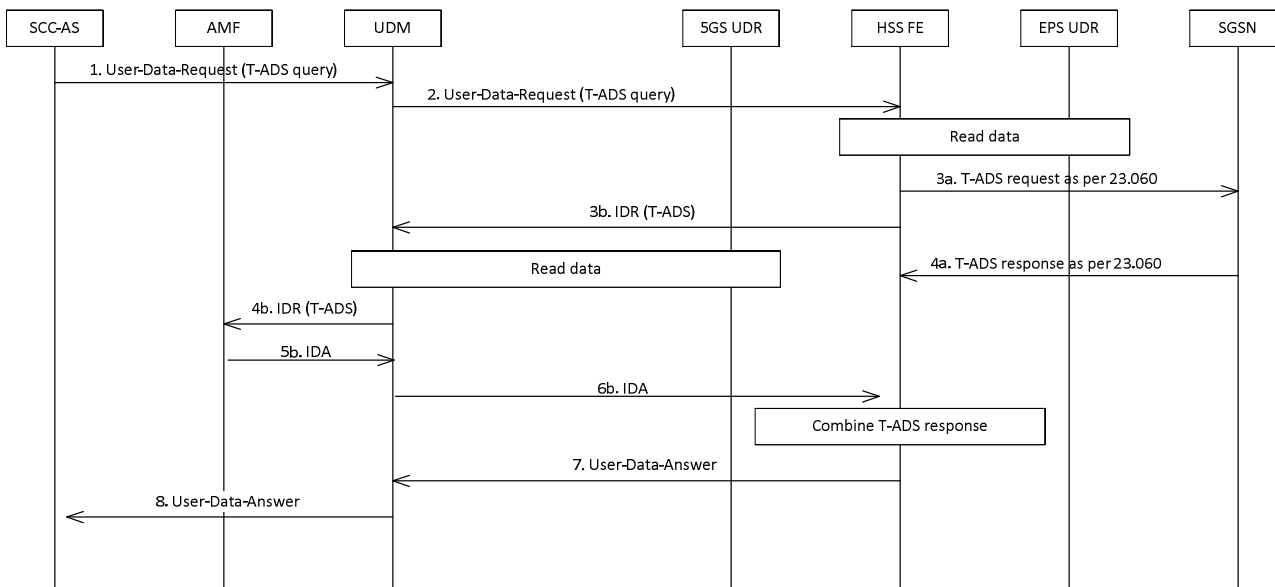 SCC-AS
AMF
UDM
5GS UDR
HSS FE
EPS UDR
SGSN
1. User-Data-Request (T-ADS query)
2. User-Data-Request (T-ADS query)
Read data
3a. T-ADS request as per 23.060
3b. IDR (T-ADS)
Read data
4a. T-ADS response as per 23.060
4b. IDR (T-ADS)
5b. IDA
6b. IDA
Combine T-ADS response
7. User-Data-Answer
8. User-Data-Answer